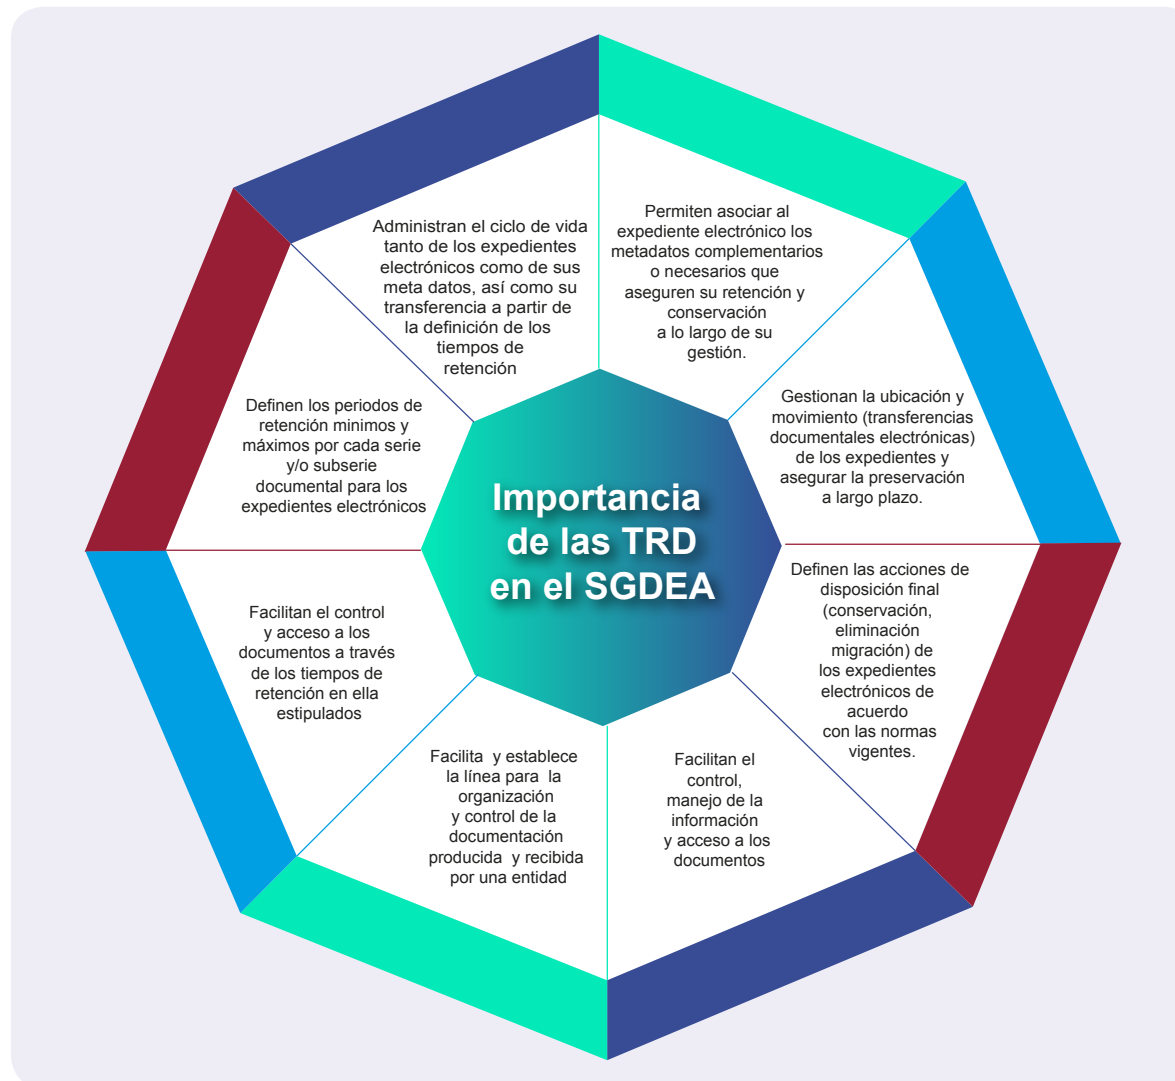 Importancia
de las TRD
en el SGDEA
Permiten asociar al
expediente electrónico los
metadatos complementarios
o necesarios que
aseguren su retención y
conservación
a lo largo de su
gestión.
Gestionan la ubicación y
movimiento (transferencias
documentales electrónicas)
de los expedientes y
asegurar la preservación
a largo plazo.
Definen las acciones de
disposición final
(conservación,
eliminación
migración) de
los expedientes
electrónicos de
acuerdo
con las normas
vigentes.
Facilitan el
control,
manejo de la
información
y acceso a los
documentos
Facilita y establece
la línea para la
organización
y control de la
documentación
producida y recibida
por una entidad
Facilitan el control
y acceso a los
documentos a través
de los tiempos de
retención en ella
estipulados
Definen los periodos de
retención minimos y
máximos por cada serie
y/o subserie
documental para los
expedientes electrónicos
Administran el ciclo de vida
tanto de los expedientes
electrónicos como de sus
meta datos, así como su
transferencia a partir de
la definición de los
tiempos de
retención